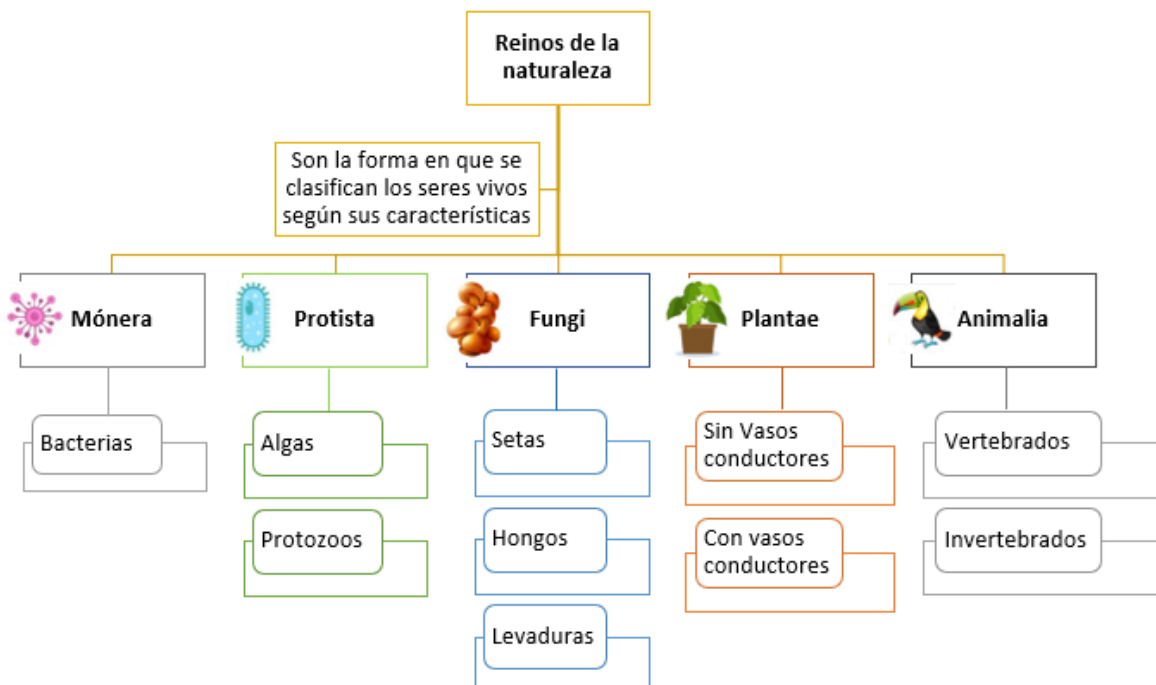 Reinos de la
naturaleza
Son la forma en que se
clasifican los seres vivos
según sus características
Mónera
Protista
Fungi
Plantae
Animalia
Bacterias
Algas
Setas
Sin Vasos
conductores
Vertebrados
Protozoos
Hongos
Con vasos
conductores
Invertebrados
Levaduras